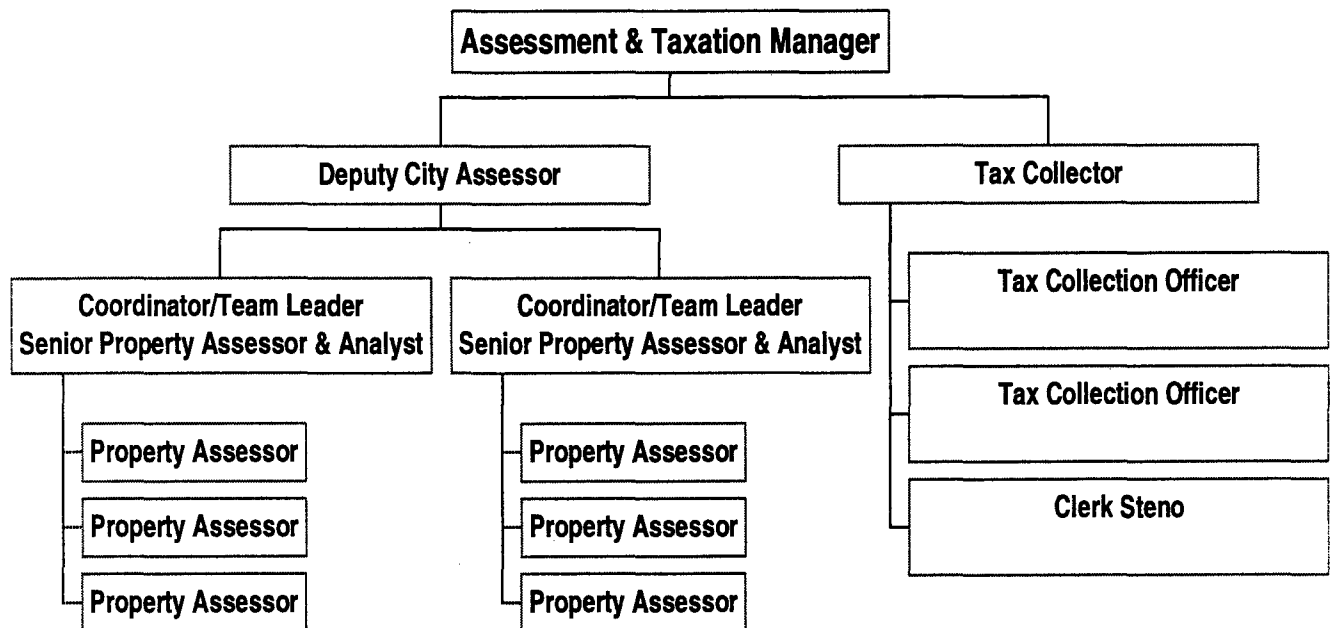 Assessment & Taxation Manager
Deputy City Assessor
Tax Collector
Coordinator/Team Leader
Senior Property Assessor & Analyst
Coordinator/Team Leader
Senior Property Assessor & Analyst
Property Assessor
Property Assessor
Property Assessor
Property Assessor
Property Assessor
Property Assessor
Tax Collection Officer
Tax Collection Officer
Clerk Steno